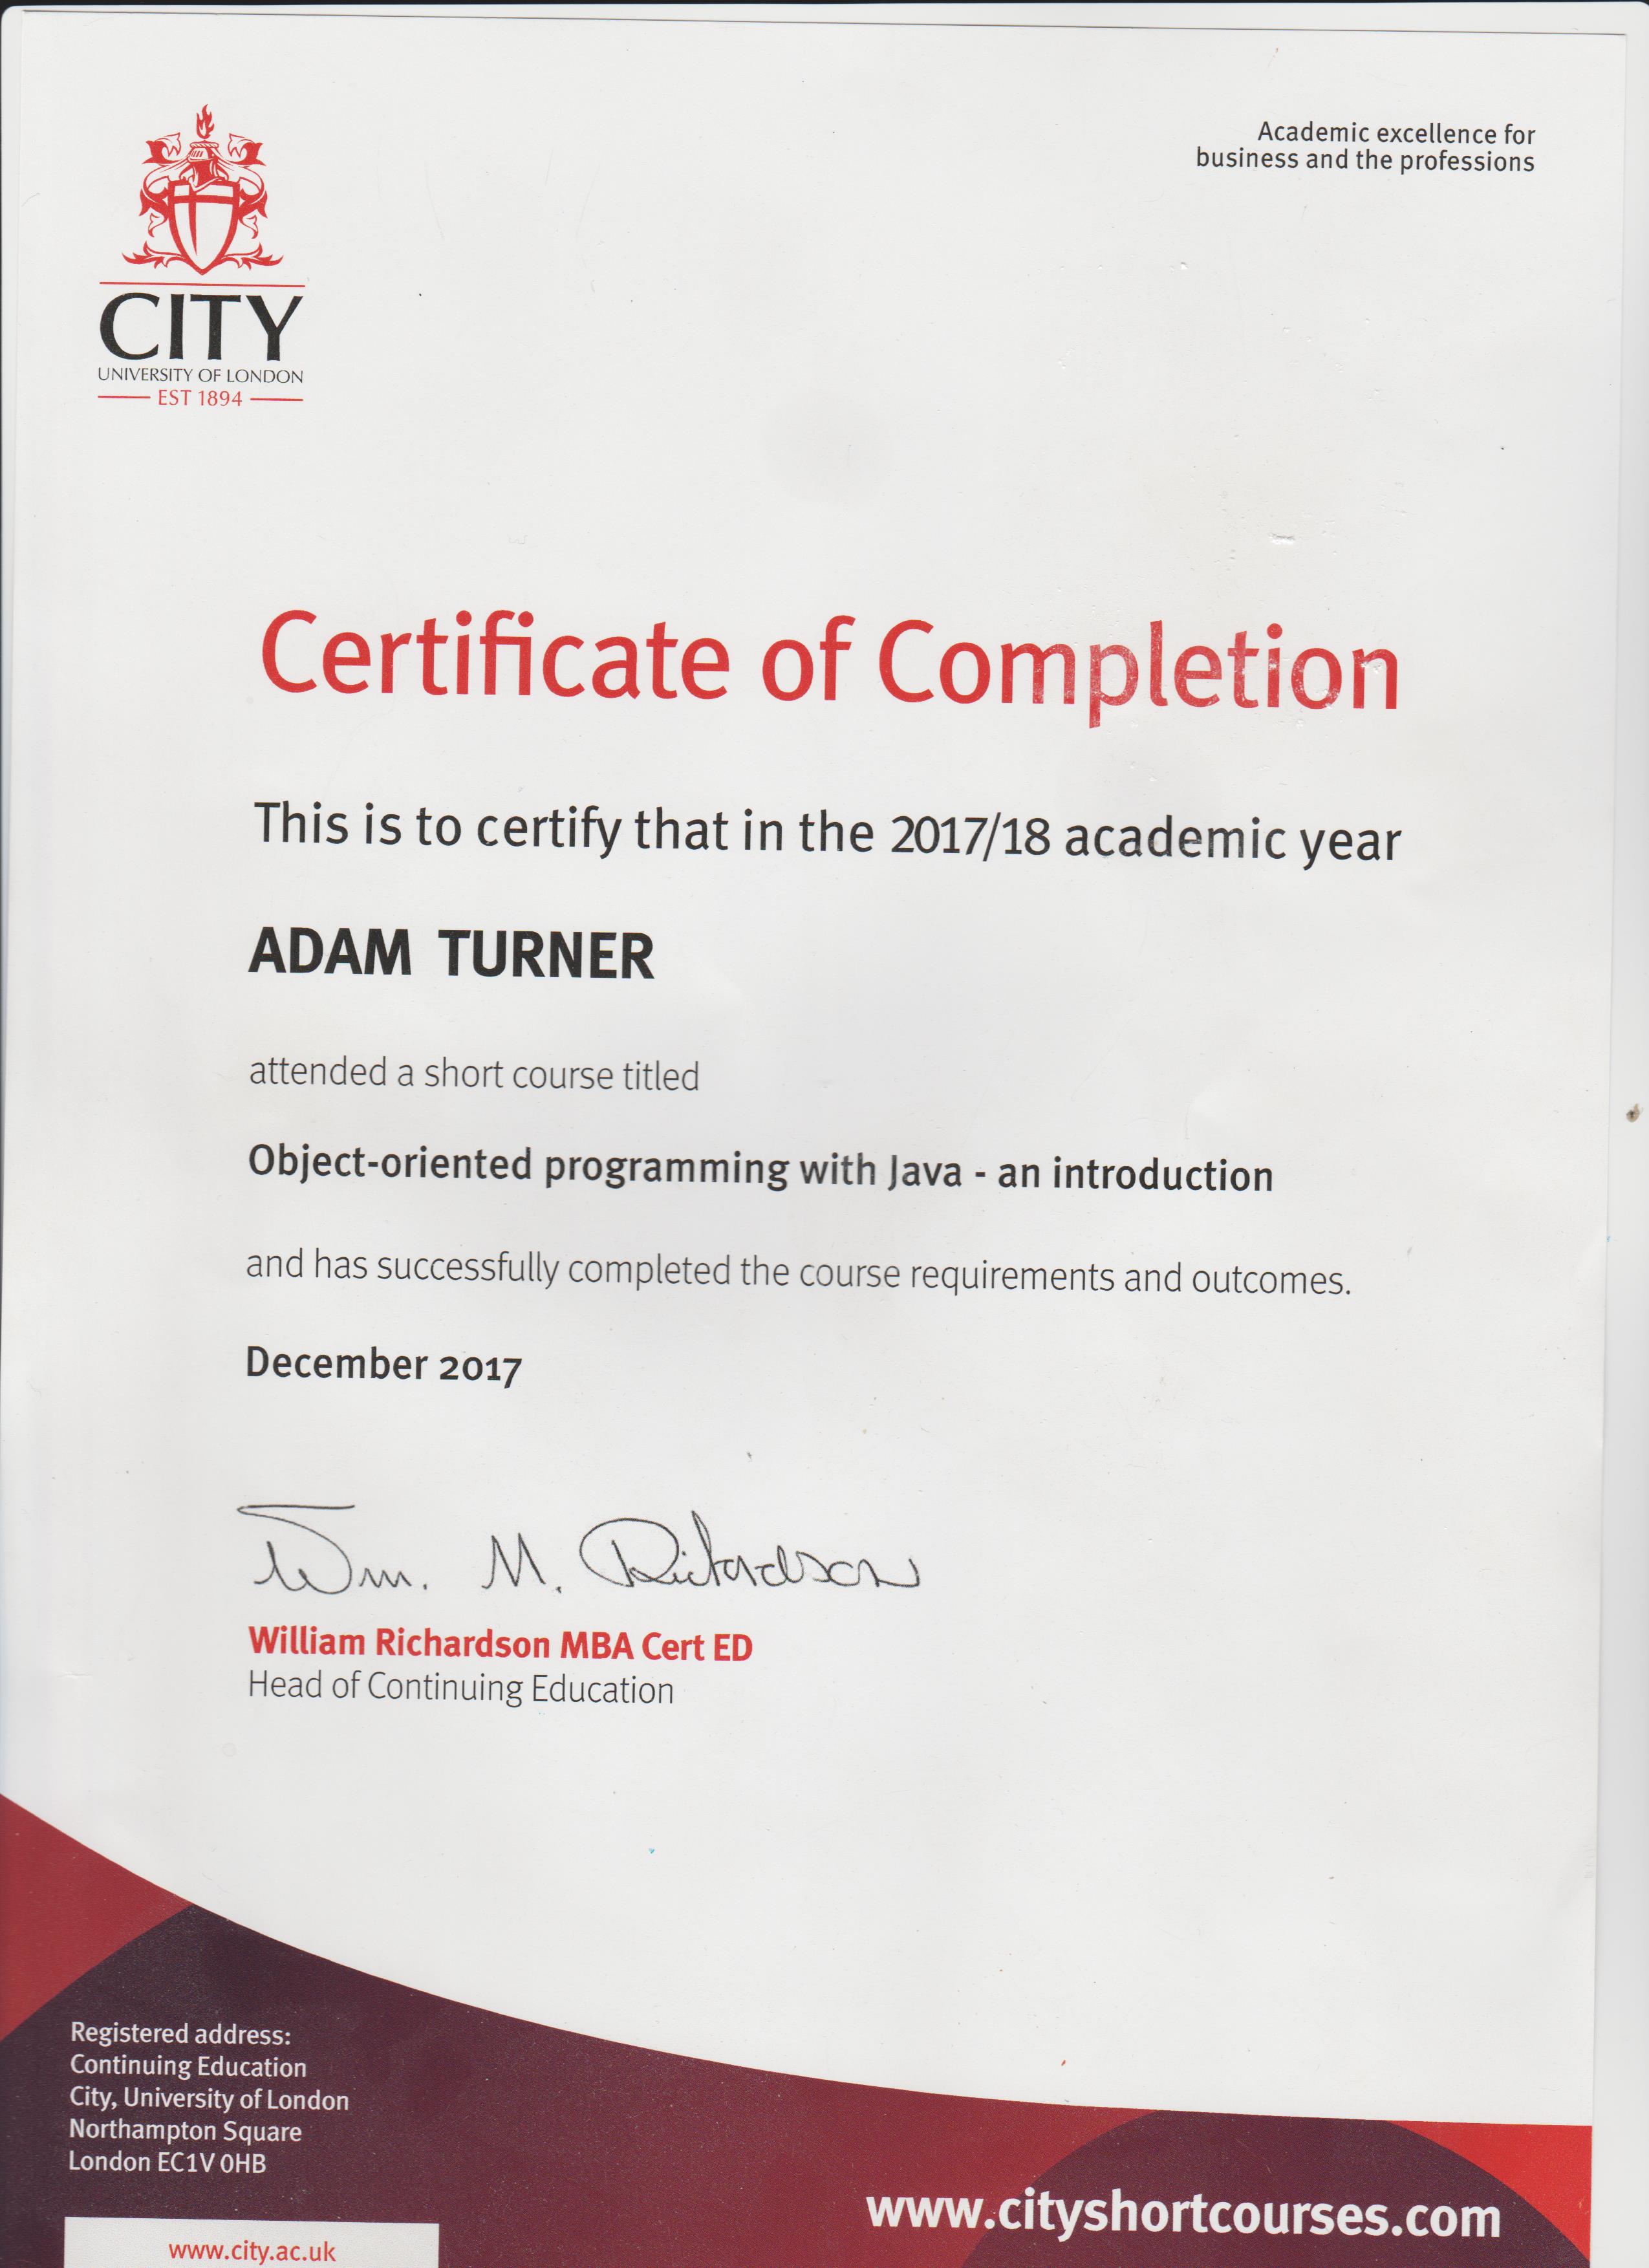 Academic excellence for
business and the professions
CITY
UNIVERSITY OF LONDON
EST 1894
Certificate of Completion
This is to certify that in the 2017/18 academic year
ADAM TURNER
attended a short course titled
Object-oriented programming with Java - an introduction
and has successfully completed the course requirements and outcomes.
December 2017
Wm. M. Richardson
William Richardson MBA Cert ED
Head of Continuing Education
Registered address:
Continuing Education
City, University of London
Northampton Square
London EC1V 0HB
www.cityshortcourses.com
www.city.ac.uk